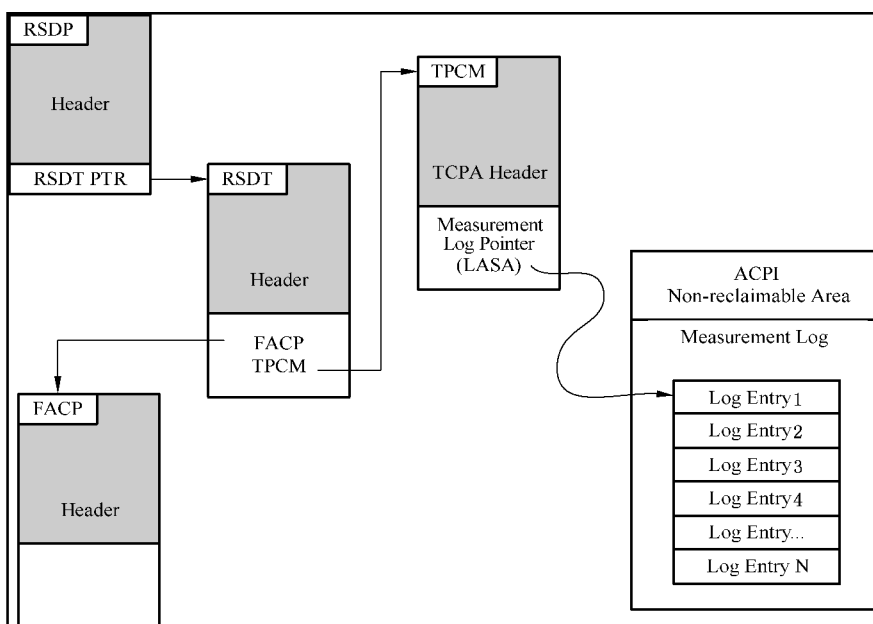 RSDP
Header
RSDT PTR
RSDT
Header
FACP
TPCM
FACP
Header
TPCM
TCPA Header
Measurement
Log Pointer
(LASA)
ACPI
Non-reclaimable Area
Measurement Log
Log Entry1
Log Entry2
Log Entry3
Log Entry4
Log Entry...
Log Entry N